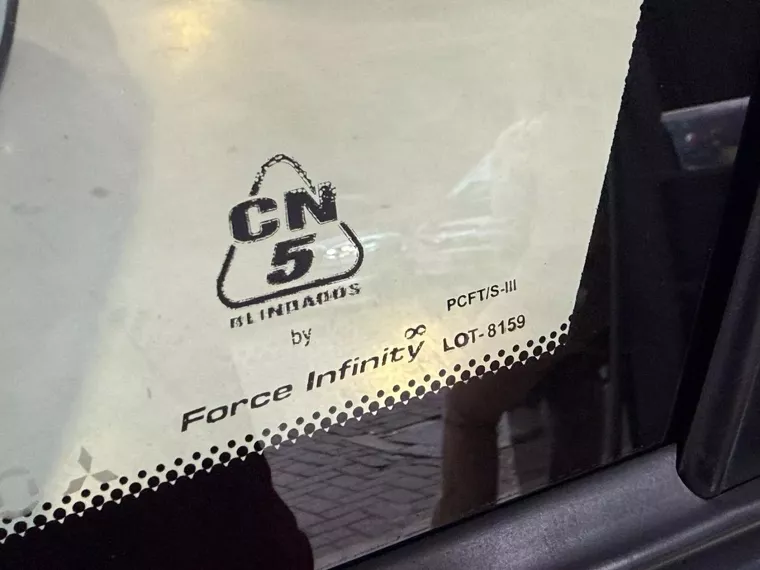 CN
5
BLINDADOS
by
Force Infinity ∞
PCFT/S-III
LOT-8159